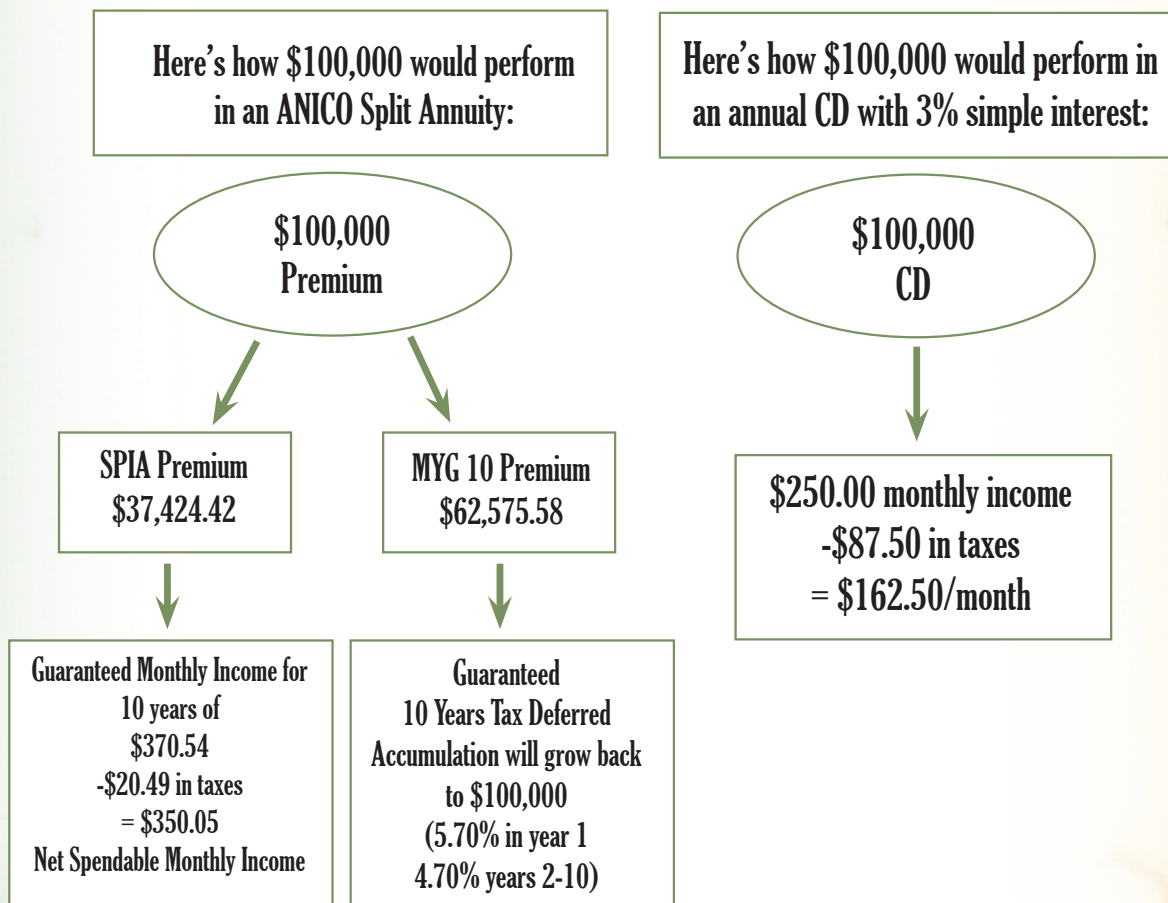 Here’s how $100,000 would perform
in an ANICO Split Annuity:
$100,000
Premium
SPIA Premium
$37,424.42
MYG 10 Premium
$62,575.58
Guaranteed Monthly Income for
10 years of
$370.54
-$20.49 in taxes
= $350.05
Net Spendable Monthly Income
Guaranteed
10 Years Tax Deferred
Accumulation will grow back
to $100,000
(5.70% in year 1
4.70% years 2-10)
Here’s how $100,000 would perform in
an annual CD with 3% simple interest:
$100,000
CD
$250.00 monthly income
-$87.50 in taxes
= $162.50/month